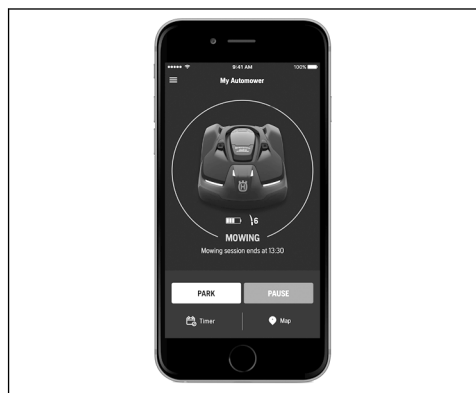 9:41 AM 100%
My Automower
6
MOWING
Mowing session ends at 13:30
PARK PAUSE
Timer Map